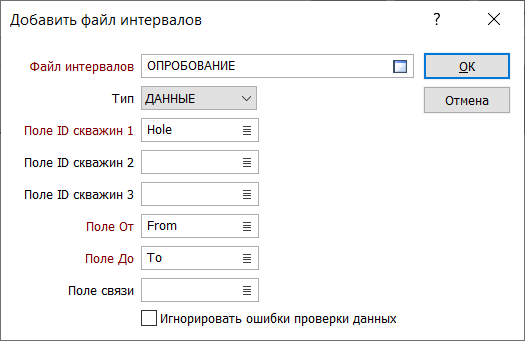 Добавить файл интервалов
Файл интервалов ОПРОБОВАНИЕ OK
Тип ДАННЫЕ Отмена
Поле ID скважин 1 Hole
Поле ID скважин 2
Поле ID скважин 3
Поле От From
Поле До To
Поле связи
Игнорировать ошибки проверки данных